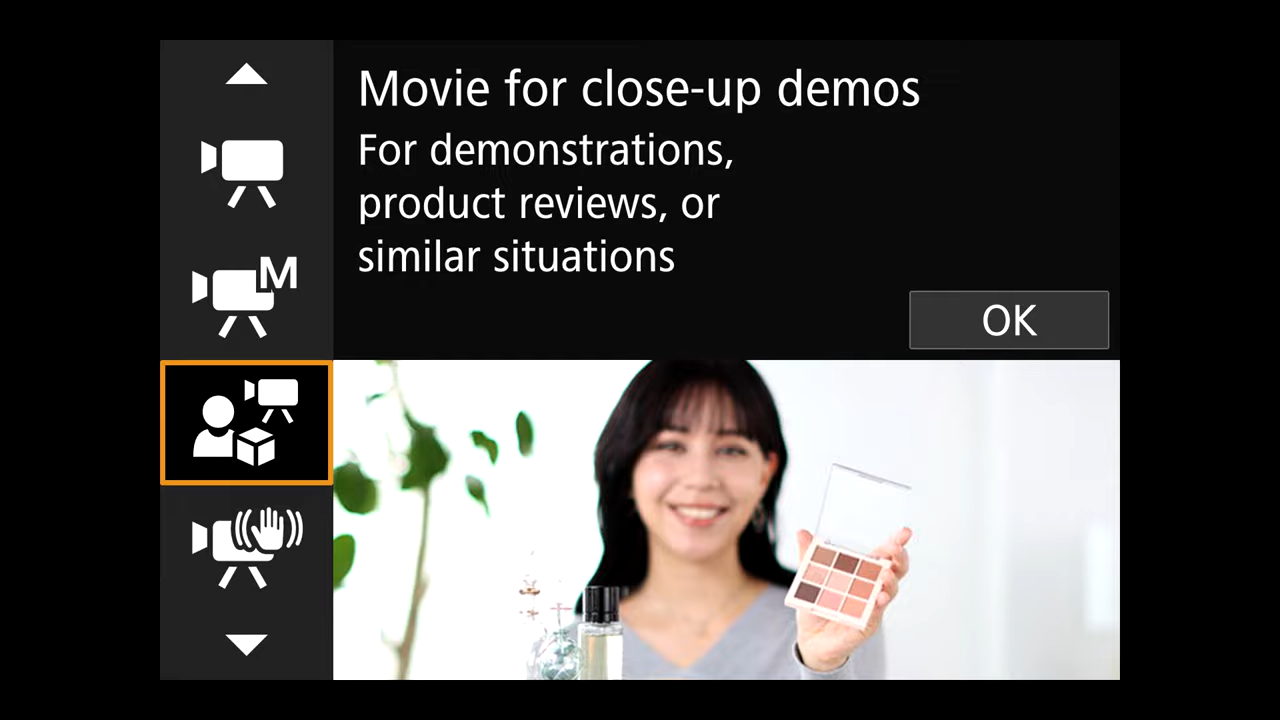 Movie for close-up demos
For demonstrations,
product reviews, or
similar situations
M
OK